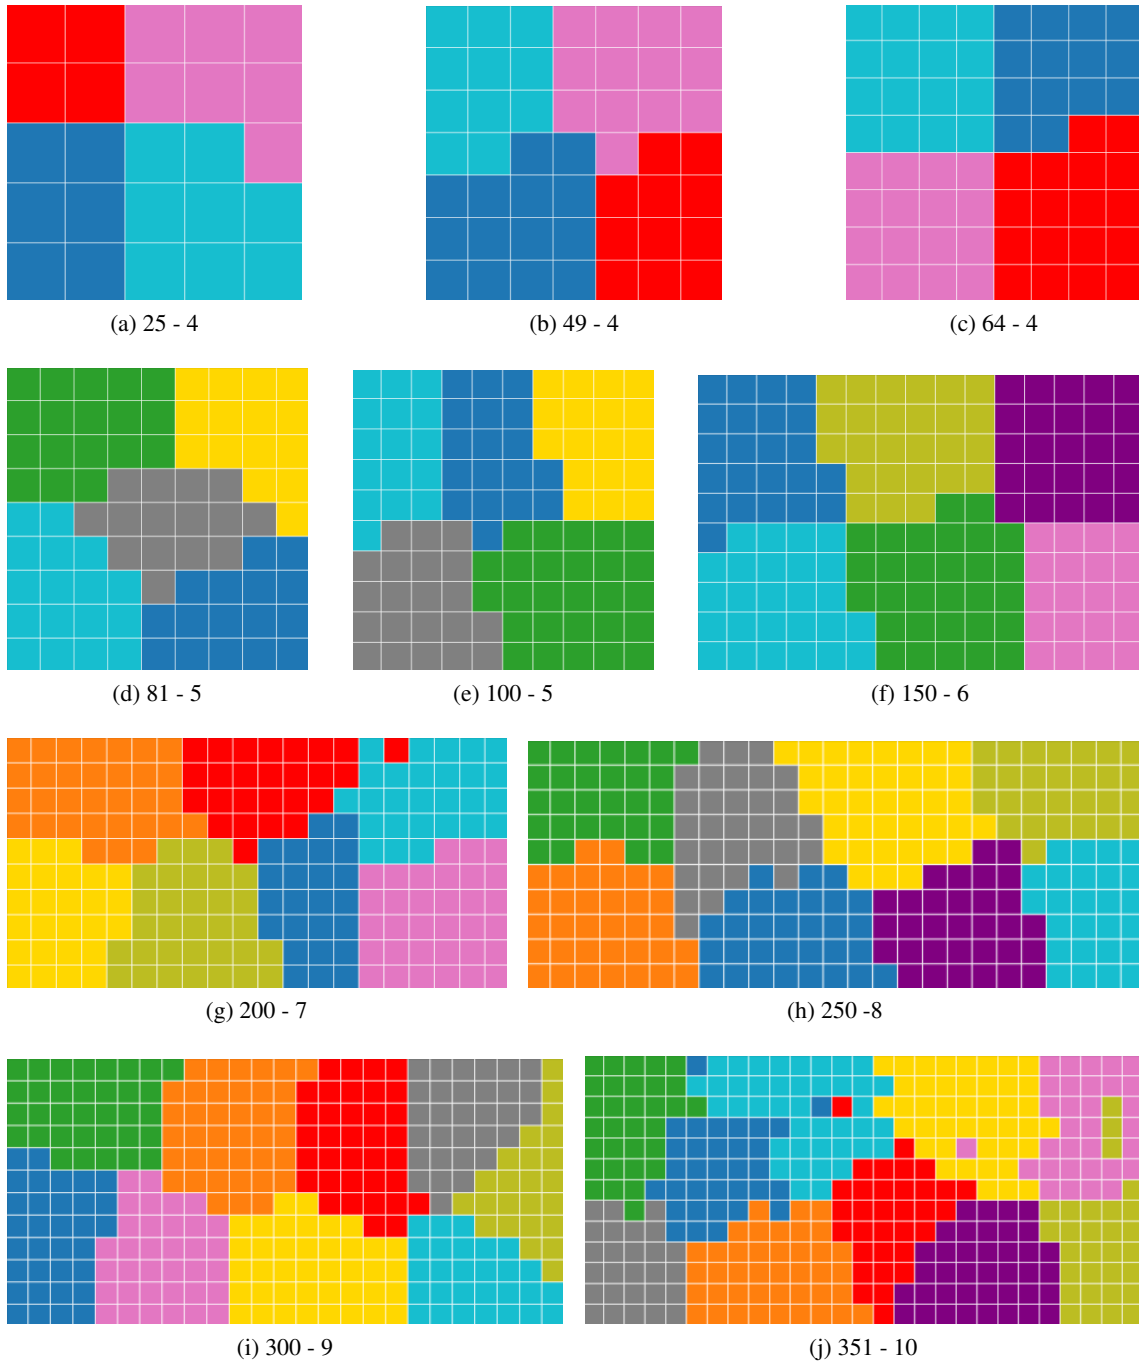 (a) 25 - 4
(b) 49 - 4
(c) 64 - 4
(d) 81 - 5
(e) 100 - 5
(f) 150 - 6
(g) 200 - 7
(h) 250 -8
(i) 300 - 9
(j) 351 - 10